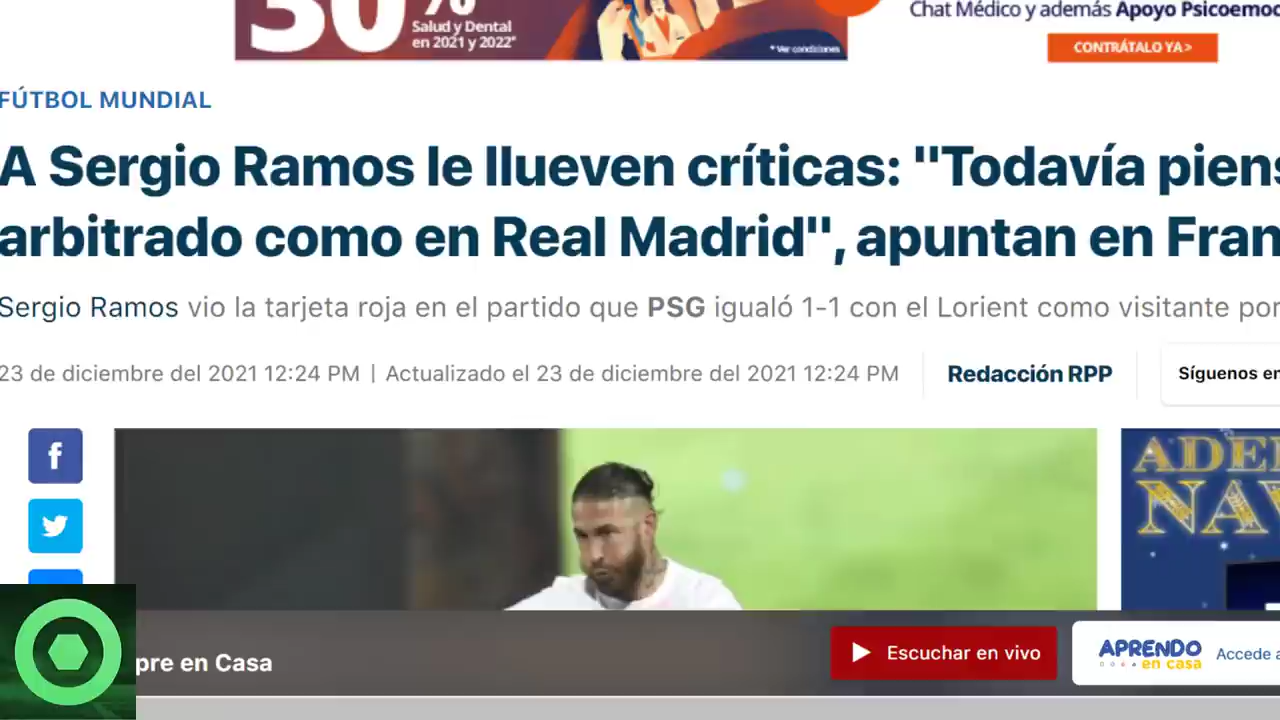 30%
Salud y Dental
en 2021 y 2022*
*Ver condiciones
Chat Médico y además Apoyo Psicoemoc
CONTRÁTALO YA >
FÚTBOL MUNDIAL
A Sergio Ramos le llueven críticas: "Todavía piens
arbitrado como en Real Madrid", apuntan en Fran
Sergio Ramos vio la tarjeta roja en el partido que PSG igualó 1-1 con el Lorient como visitante por
23 de diciembre del 2021 12:24 PM | Actualizado el 23 de diciembre del 2021 12:24 PM
Redacción RPP
Síguenos en
ADE
NAV
pre en Casa
Escuchar en vivo
APRENDO
en casa
Accede a